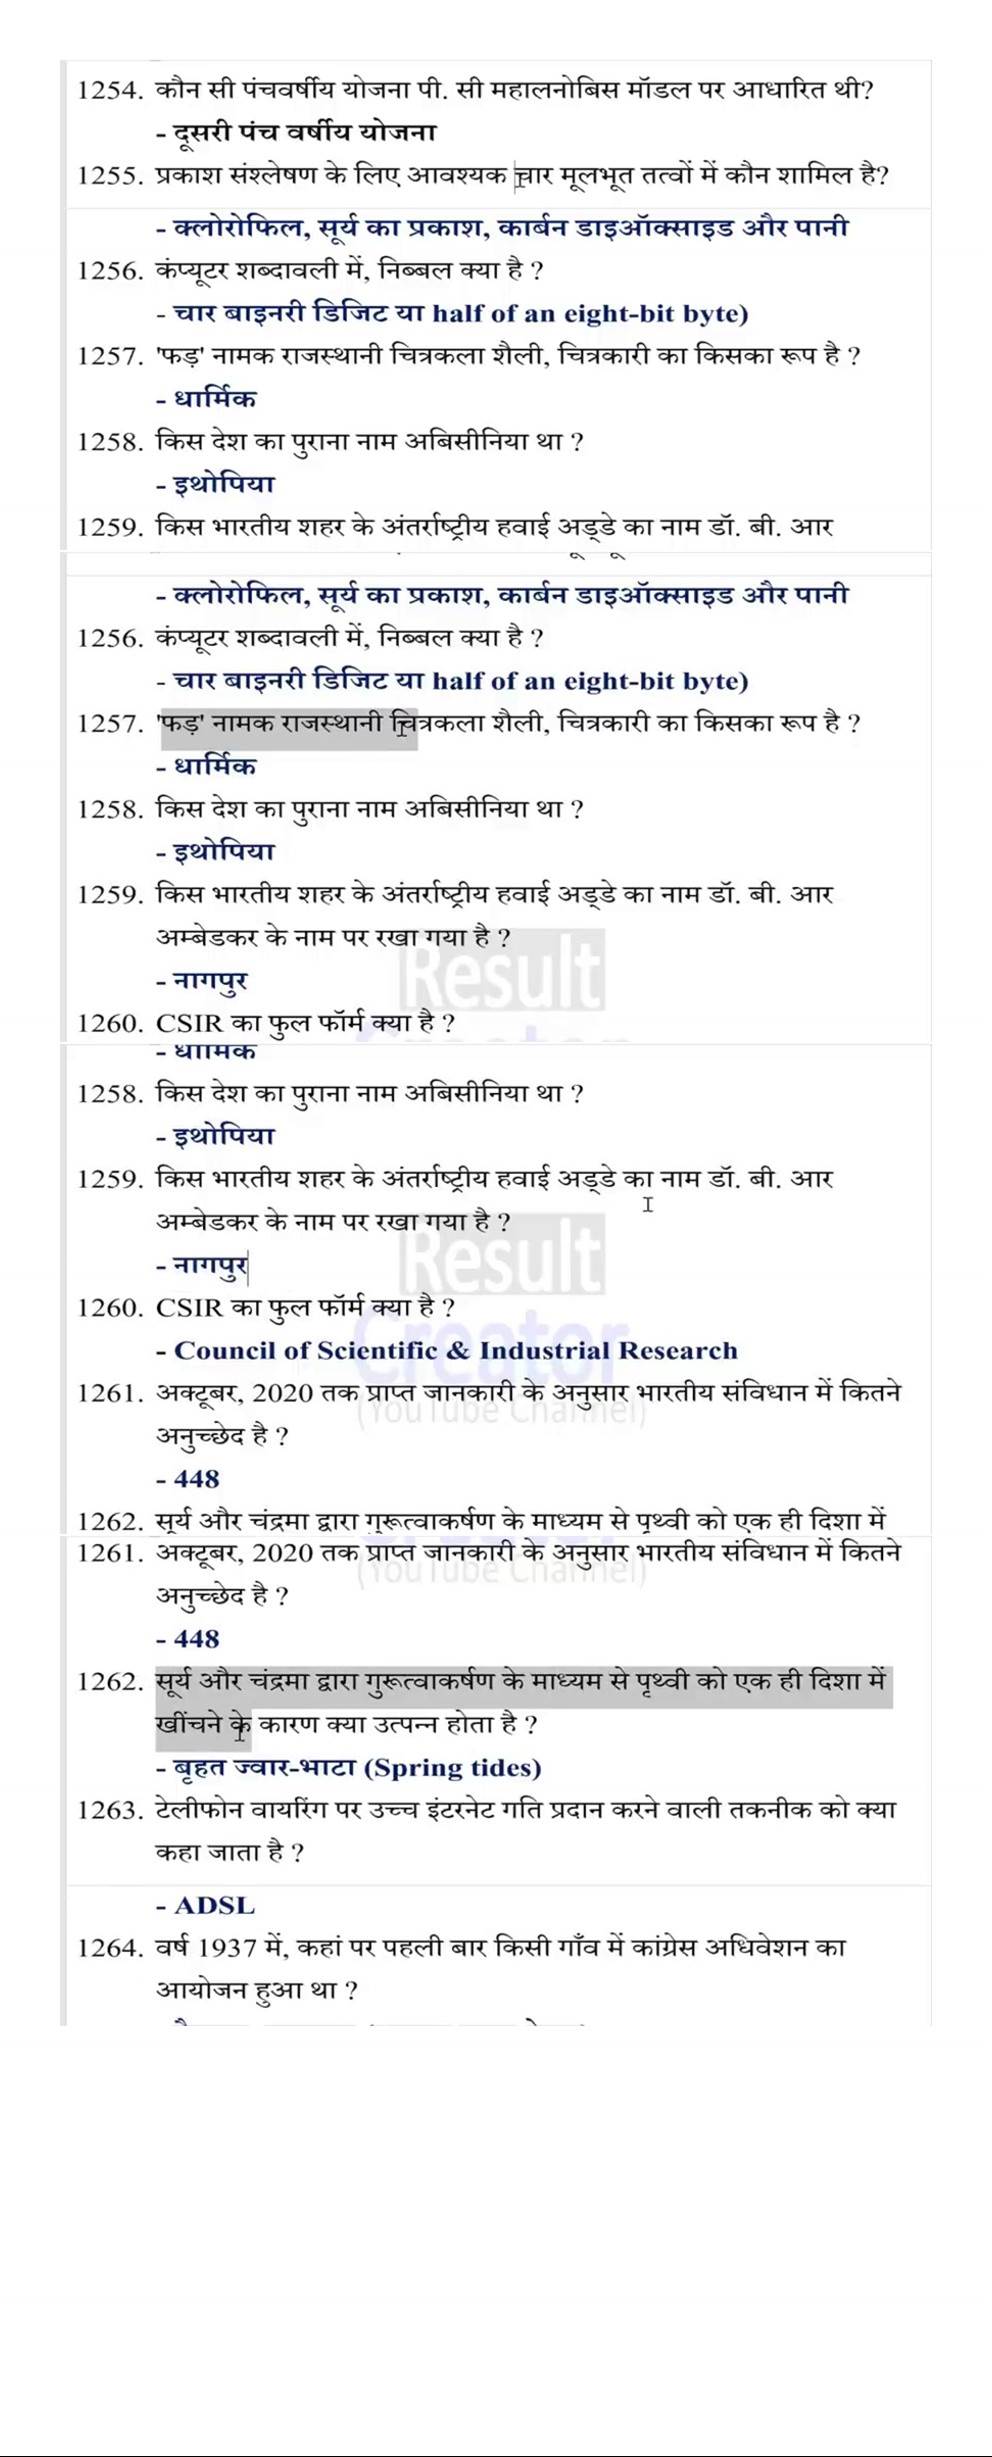 1254. कौन सी पंचवर्षीय योजना पी. सी महालनोबिस मॉडल पर आधारित थी?
- दूसरी पंच वर्षीय योजना
1255. प्रकाश संश्लेषण के लिए आवश्यक चार मूलभूत तत्वों में कौन शामिल है?
- क्लोरोफिल, सूर्य का प्रकाश, कार्बन डाइऑक्साइड और पानी
1256. कंप्यूटर शब्दावली में, निब्बल क्या है ?
- चार बाइनरी डिजिट या half of an eight-bit byte)
1257. 'फड़' नामक राजस्थानी चित्रकला शैली, चित्रकारी का किसका रूप है ?
- धार्मिक
1258. किस देश का पुराना नाम अबिसीनिया था ?
- इथोपिया
1259. किस भारतीय शहर के अंतर्राष्ट्रीय हवाई अड्डे का नाम डॉ. बी. आर
- क्लोरोफिल, सूर्य का प्रकाश, कार्बन डाइऑक्साइड और पानी
1256. कंप्यूटर शब्दावली में, निब्बल क्या है ?
- चार बाइनरी डिजिट या half of an eight-bit byte)
1257. 'फड़' नामक राजस्थानी चित्रकला शैली, चित्रकारी का किसका रूप है ?
- धार्मिक
1258. किस देश का पुराना नाम अबिसीनिया था ?
- इथोपिया
1259. किस भारतीय शहर के अंतर्राष्ट्रीय हवाई अड्डे का नाम डॉ. बी. आर
अम्बेडकर के नाम पर रखा गया है ?
Result
- नागपुर
1260. CSIR का फुल फॉर्म क्या है ?
- धार्मिक
1258. किस देश का पुराना नाम अबिसीनिया था ?
- इथोपिया
1259. किस भारतीय शहर के अंतर्राष्ट्रीय हवाई अड्डे का नाम डॉ. बी. आर
अम्बेडकर के नाम पर रखा गया है ?
Result
- नागपुर
1260. CSIR का फुल फॉर्म क्या है ?
Creator
- Council of Scientific & Industrial Research
1261. अक्टूबर, 2020 तक प्राप्त जानकारी के अनुसार भारतीय संविधान में कितने
(YouTube Channel)
अनुच्छेद है ?
- 448
1262. सूर्य और चंद्रमा द्वारा गुरूत्वाकर्षण के माध्यम से पृथ्वी को एक ही दिशा में
1261. अक्टूबर, 2020 तक प्राप्त जानकारी के अनुसार भारतीय संविधान में कितने
(YouTube Channel)
अनुच्छेद है ?
- 448
1262. सूर्य और चंद्रमा द्वारा गुरूत्वाकर्षण के माध्यम से पृथ्वी को एक ही दिशा में
खींचने के कारण क्या उत्पन्न होता है ?
- बृहत ज्वार-भाटा (Spring tides)
1263. टेलीफोन वायरिंग पर उच्च इंटरनेट गति प्रदान करने वाली तकनीक को क्या
कहा जाता है ?
- ADSL
1264. वर्ष 1937 में, कहां पर पहली बार किसी गाँव में कांग्रेस अधिवेशन का
आयोजन हुआ था ?